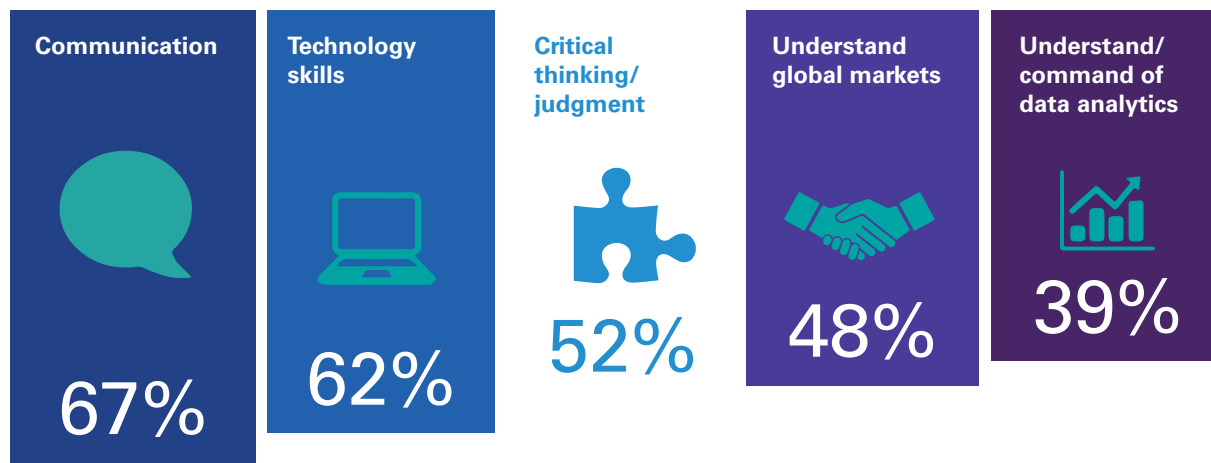 Communication
67%
Technology
skills
62%
Critical
thinking/
judgment
52%
Understand
global markets
48%
Understand/
command of
data analytics
39%